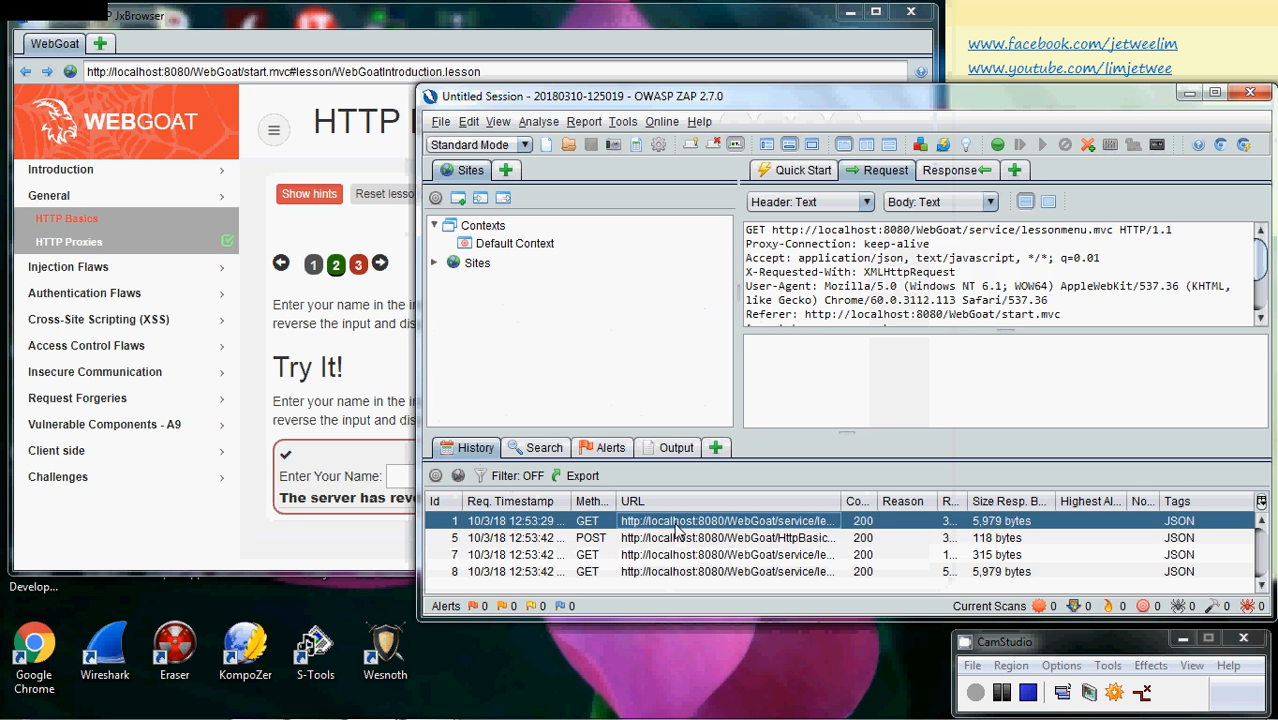 JxBrowser
WebGoat
http://localhost:8080/WebGoat/start.mvc#lesson/WebGoatIntroduction.lesson
WEBGOAT
Introduction
General
HTTP Basics
HTTP Proxies
Injection Flaws
Authentication Flaws
Cross-Site Scripting (XSS)
Access Control Flaws
Insecure Communication
Request Forgeries
Vulnerable Components - A9
Client side
Challenges
HTTP
Show hints
Reset lesso
1 2 3
Enter your name in the in
reverse the input and dis
Try It!
Enter your name in the in
reverse the input and dis
Enter Your Name:
The server has reve
www.facebook.com/jetweelim
www.youtube.com/limjetwee
Untitled Session - 20180310-125019 - OWASP ZAP 2.7.0
File Edit View Analyse Report Tools Online Help
Standard Mode
Sites
Quick Start Request Response
Contexts
Default Context
Sites
Header: Text Body: Text
GET http://localhost:8080/WebGoat/service/lessonmenu.mvc HTTP/1.1
Proxy-Connection: keep-alive
Accept: application/json, text/javascript, */*; q=0.01
X-Requested-With: XMLHttpRequest
User-Agent: Mozilla/5.0 (Windows NT 6.1; WOW64) AppleWebKit/537.36 (KHTML,
like Gecko) Chrome/60.0.3112.113 Safari/537.36
Referer: http://localhost:8080/WebGoat/start.mvc
History Search Alerts Output
Filter: OFF Export
Id Req. Timestamp Meth... URL Co... Reason R... Size Resp. B... Highest Al... No... Tags
1 10/3/18 12:53:29 ... GET http://localhost:8080/WebGoat/service/le... 200 3... 5,979 bytes JSON
5 10/3/18 12:53:42 ... POST http://localhost:8080/WebGoat/HttpBasic... 200 3... 118 bytes JSON
7 10/3/18 12:53:42 ... GET http://localhost:8080/WebGoat/service/le... 200 1... 315 bytes JSON
8 10/3/18 12:53:42 ... GET http://localhost:8080/WebGoat/service/le... 200 5... 5,979 bytes JSON
Alerts 0 0 0 0
Current Scans 0 0 0 0 0 0 0
Develop...
Google
Chrome
Wireshark
Eraser
KompoZer
S-Tools
Wesnoth
CamStudio
File Region Options Tools Effects View Help